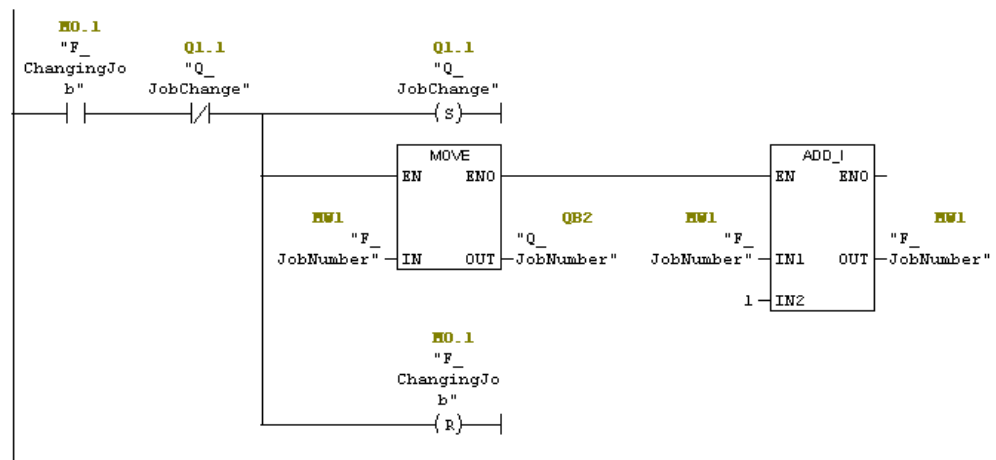 M0.1
"F_
ChangingJo
b"
Q1.1
"Q_
JobChange"
Q1.1
"Q_
JobChange"
S
MOVE
EN ENO
MW1
"F_
JobNumber"
IN OUT
QB2
"Q_
JobNumber"
ADD_I
EN ENO
MW1
"F_
JobNumber"
IN1 OUT
MW1
"F_
JobNumber"
1
IN2
M0.1
"F_
ChangingJo
b"
R